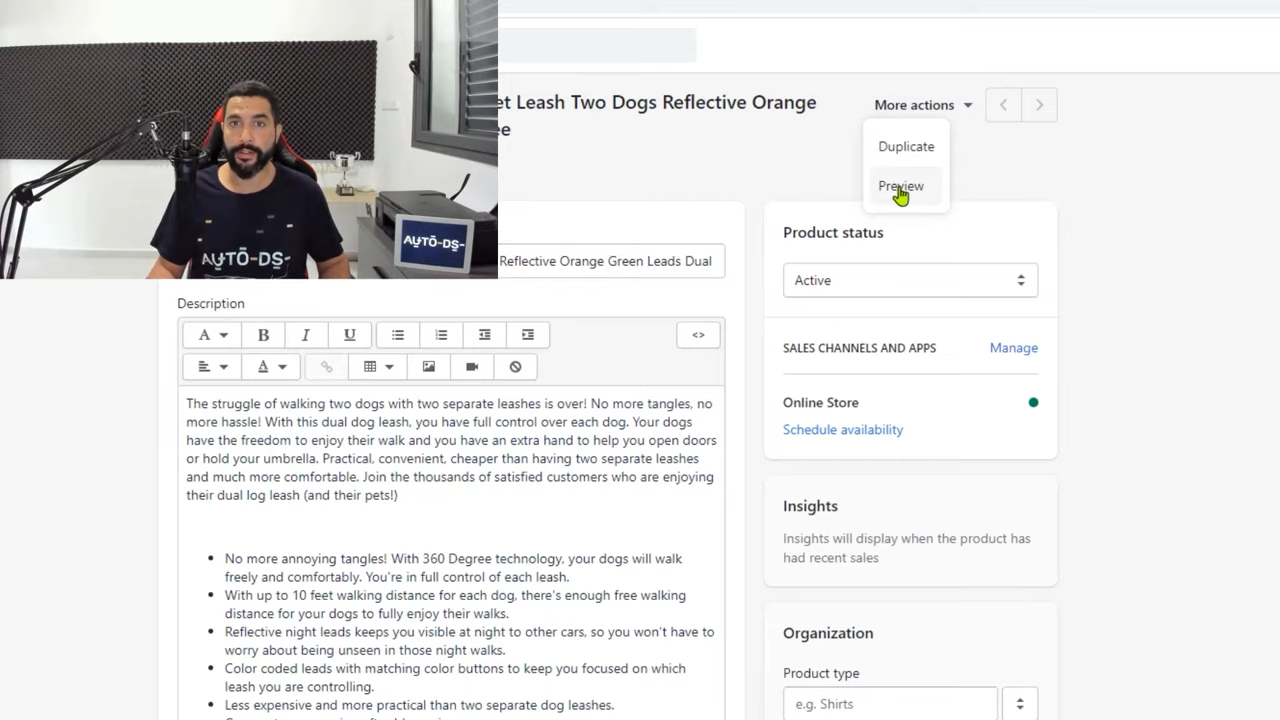 et Leash Two Dogs Reflective Orange
ee
More actions
Duplicate
Preview
AUTO-DS-
AUTO-DS-
Product status
Reflective Orange Green Leads Dual
Active
Description
A
B
I
U
<>
A
SALES CHANNELS AND APPS
Manage
Online Store
Schedule availability
The struggle of walking two dogs with two separate leashes is over! No more tangles, no
more hassle! With this dual dog leash, you have full control over each dog. Your dogs
have the freedom to enjoy their walk and you have an extra hand to help you open doors
or hold your umbrella. Practical, convenient, cheaper than having two separate leashes
and much more comfortable. Join the thousands of satisfied customers who are enjoying
their dual log leash (and their pets!)
Insights
Insights will display when the product has
had recent sales
No more annoying tangles! With 360 Degree technology, your dogs will walk
freely and comfortably. You're in full control of each leash.
With up to 10 feet walking distance for each dog, there's enough free walking
distance for your dogs to fully enjoy their walks.
Reflective night leads keeps you visible at night to other cars, so you won't have to
worry about being unseen in those night walks.
Color coded leads with matching color buttons to keep you focused on which
leash you are controlling.
Less expensive and more practical than two separate dog leashes.
Organization
Product type
e.g. Shirts